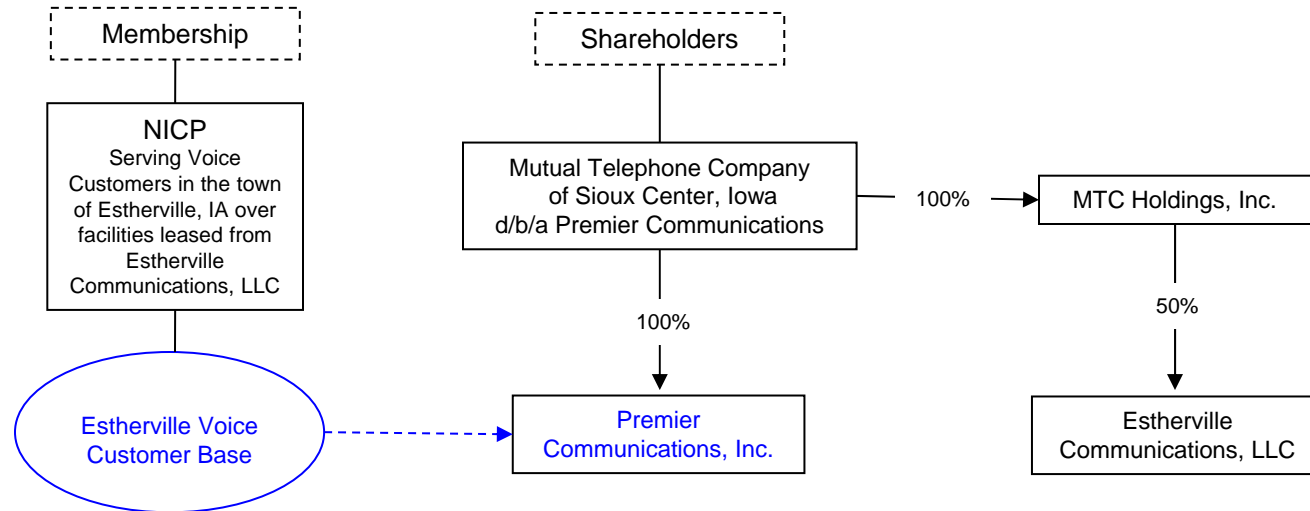 Membership
Shareholders
NICP
Serving Voice
Customers in the town
of Estherville, IA over
facilities leased from
Estherville
Communications, LLC
Mutual Telephone Company
of Sioux Center, Iowa
d/b/a Premier Communications
100%
MTC Holdings, Inc.
100%
50%
Estherville Voice
Customer Base
Premier
Communications, Inc.
Estherville
Communications, LLC